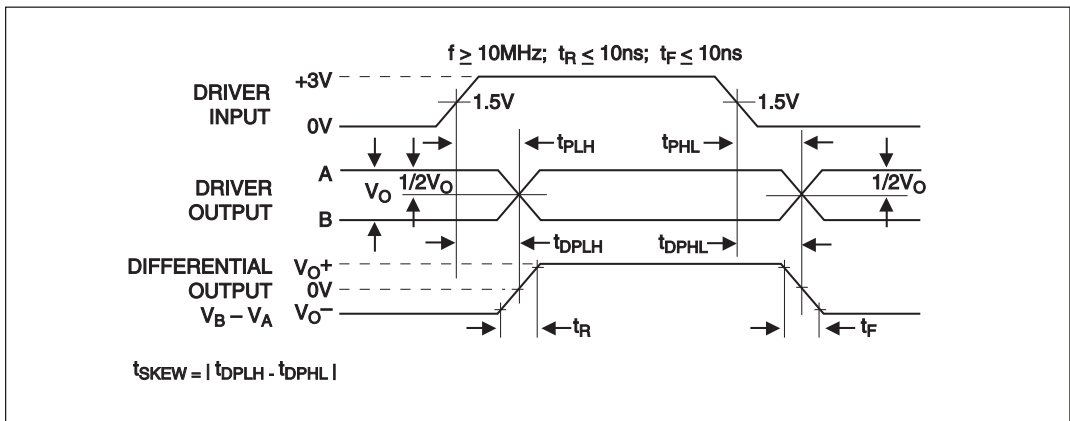 f ≥ 10MHz; tR ≤ 10ns; tF ≤ 10ns
+3V
DRIVER
INPUT
1.5V
1.5V
0V
tPLH
tPHL
A
DRIVER
OUTPUT
VO
1/2VO
1/2VO
B
tDPLH
tDPHL
DIFFERENTIAL
OUTPUT
VB – VA
VO+
0V
VO–
tR
tF
tSKEW = | tDPLH - tDPHL |